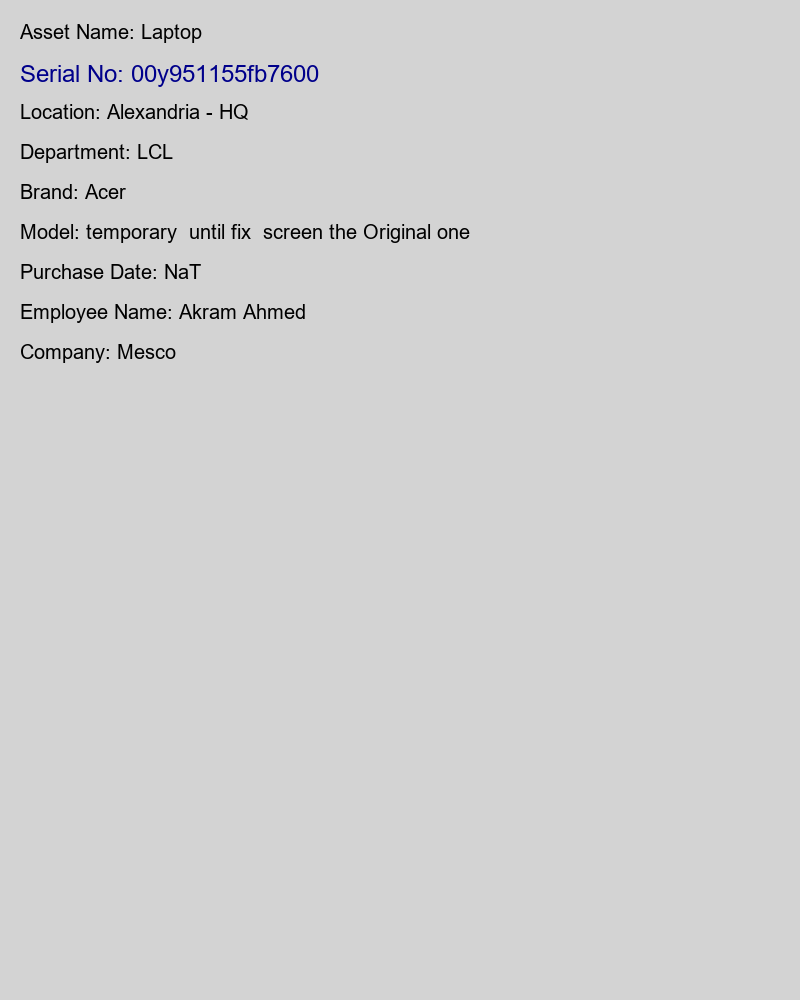 Asset Name: Laptop
Serial No: 00y951155fb7600
Location: Alexandria - HQ
Department: LCL
Brand: Acer
Model: temporary  until fix  screen the Original one
Purchase Date: NaT
Employee Name: Akram Ahmed
Company: Mesco